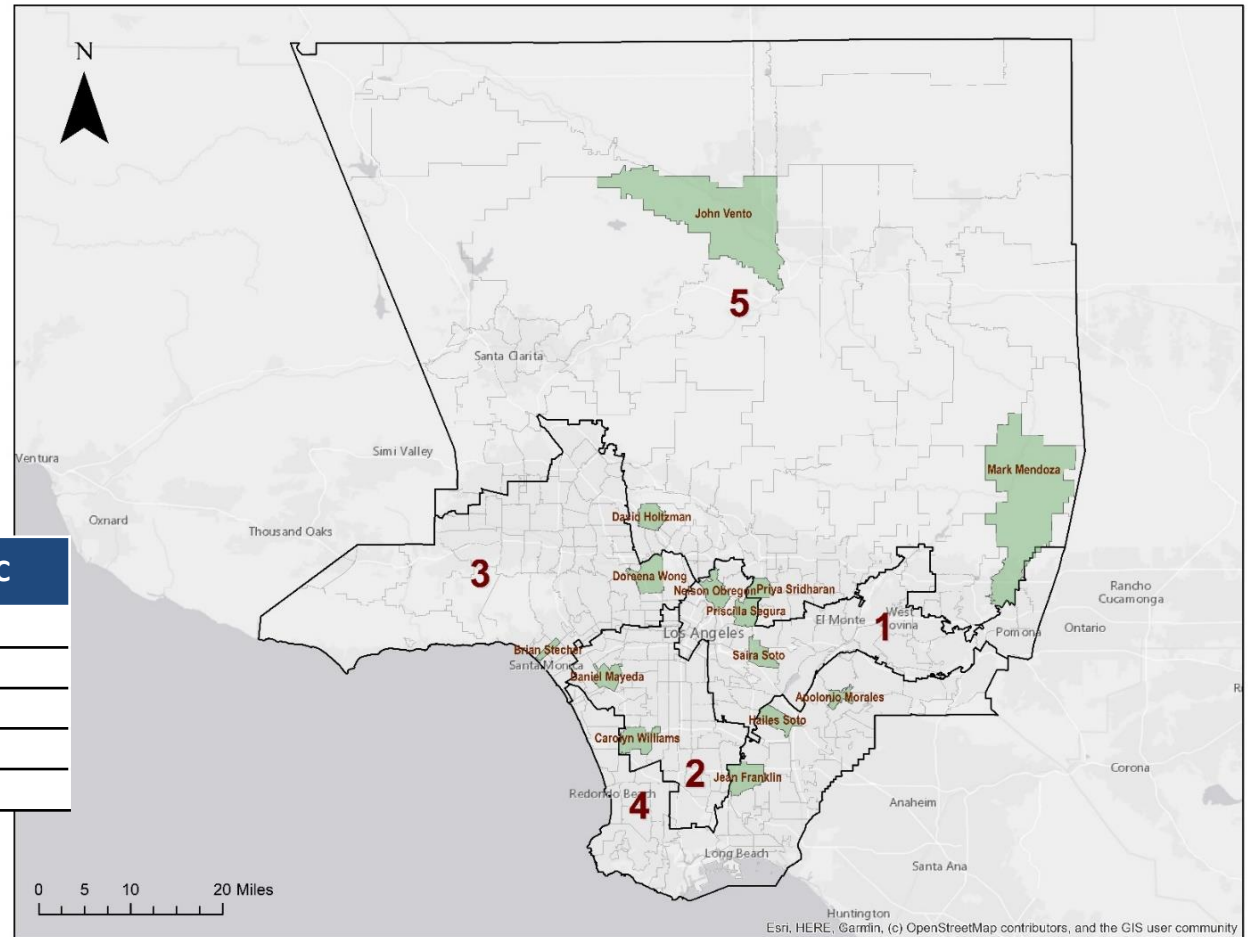 N
John Vento
5
Santa Clarita
Mark Mendoza
Simi Valley
Ventura
Oxnard
Thousand Oaks
David Holtzman
C
3
Doreena Wong
Nelson Obregon
Priya Sridharan
Priscilla Segura
Rancho
Cucamonga
El Monte
West
Covina
1
Los Angeles
Pomona
Ontario
Brian Stecher
Santa Monica
Saira Soto
Daniel Mayeda
Apolonio Morales
Hailes Soto
Carolyn Williams
Corona
2
Jean Franklin
Redondo Beach
4
Anaheim
Long Beach
Santa Ana
0 5 10 20 Miles
Huntington
Esri, HERE, Garmin, (c) OpenStreetMap contributors, and the GIS user community